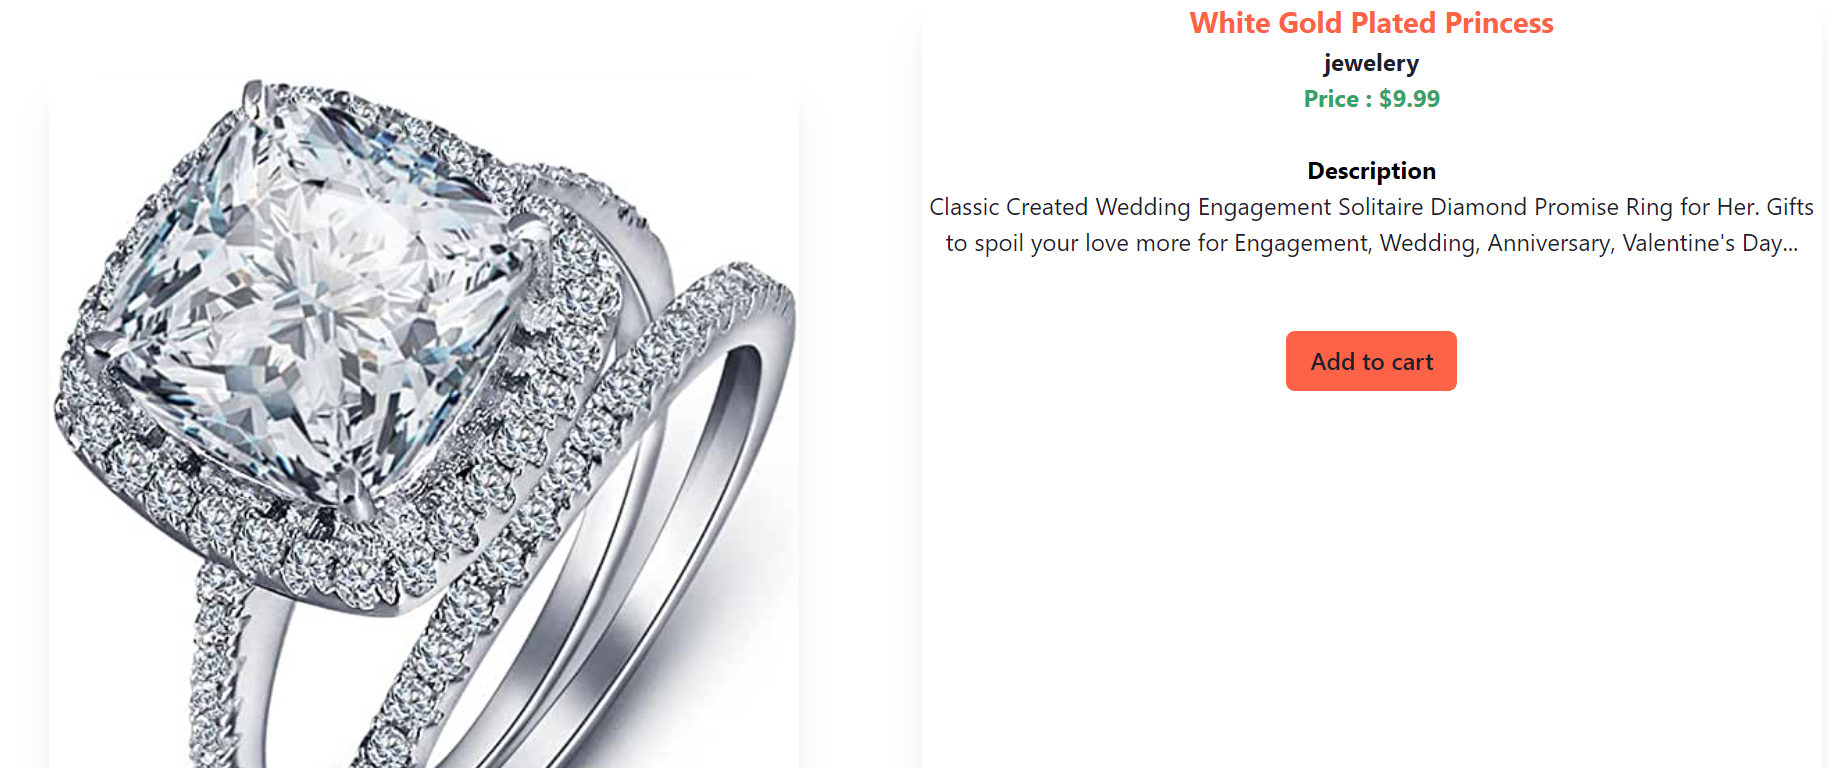 White Gold Plated Princess
jewelery
Price : $9.99
Description
Classic Created Wedding Engagement Solitaire Diamond Promise Ring for Her. Gifts
to spoil your love more for Engagement, Wedding, Anniversary, Valentine's Day...
Add to cart